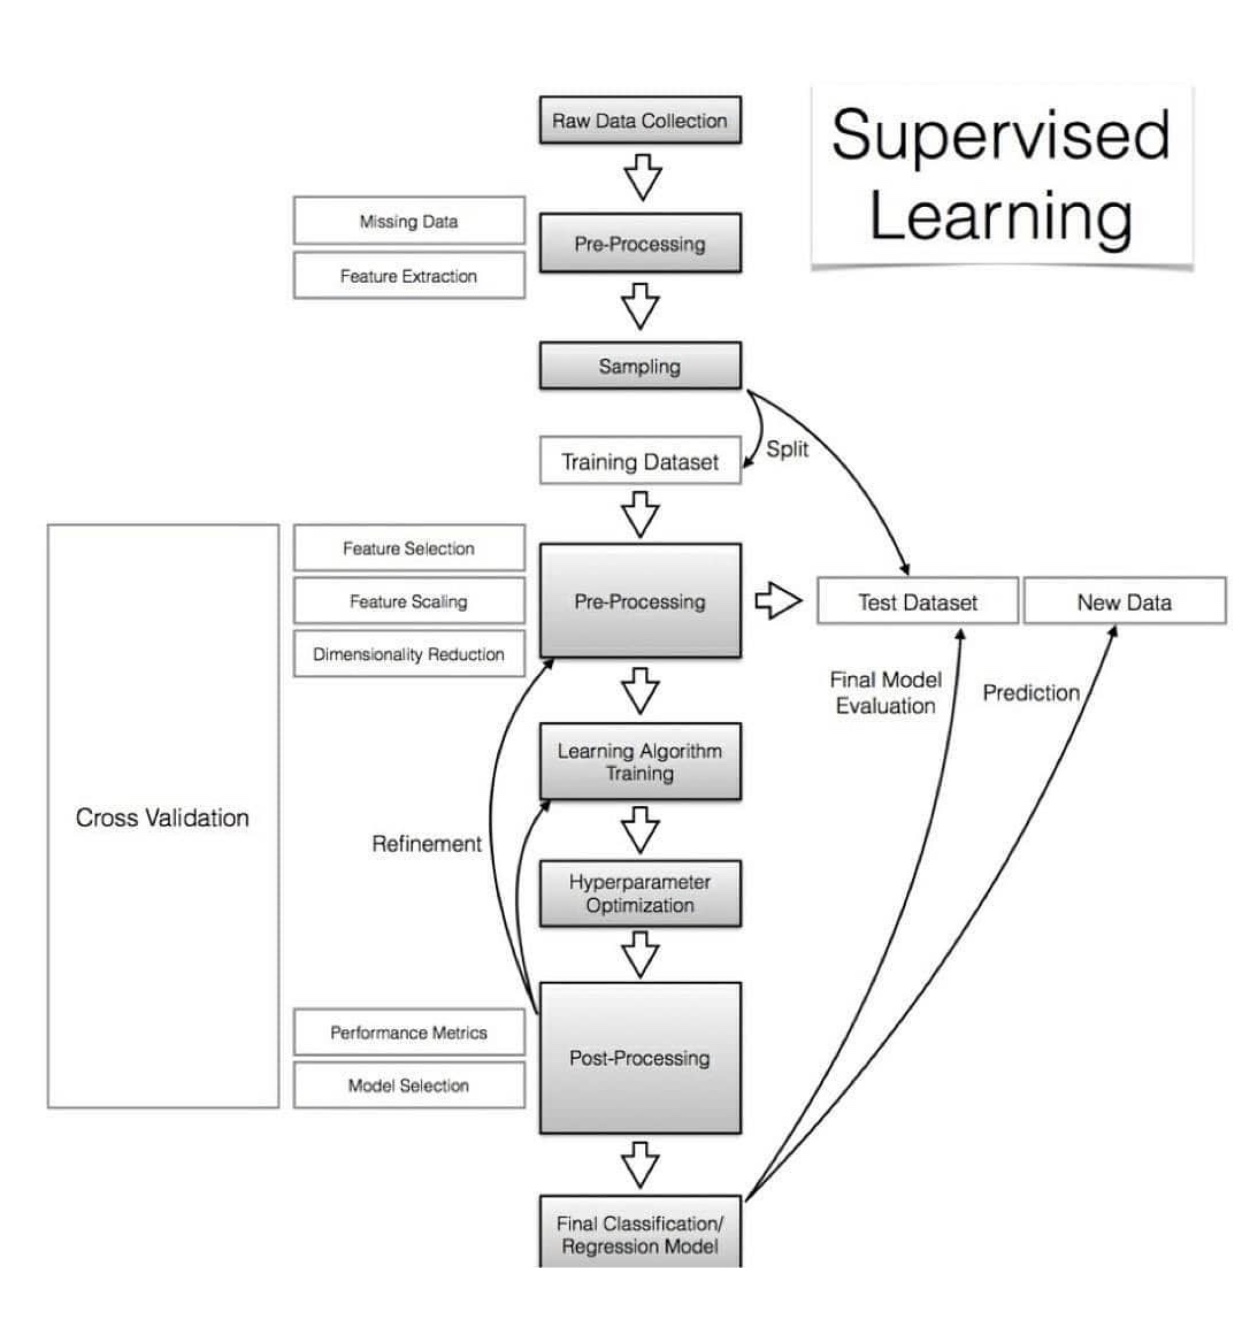 Supervised
Learning
Raw Data Collection
Missing Data
Feature Extraction
Pre-Processing
Sampling
Split
Training Dataset
Feature Selection
Feature Scaling
Dimensionality Reduction
Pre-Processing
Test Dataset
New Data
Final Model
Evaluation
Prediction
Learning Algorithm
Training
Cross Validation
Refinement
Hyperparameter
Optimization
Performance Metrics
Model Selection
Post-Processing
Final Classification/
Regression Model